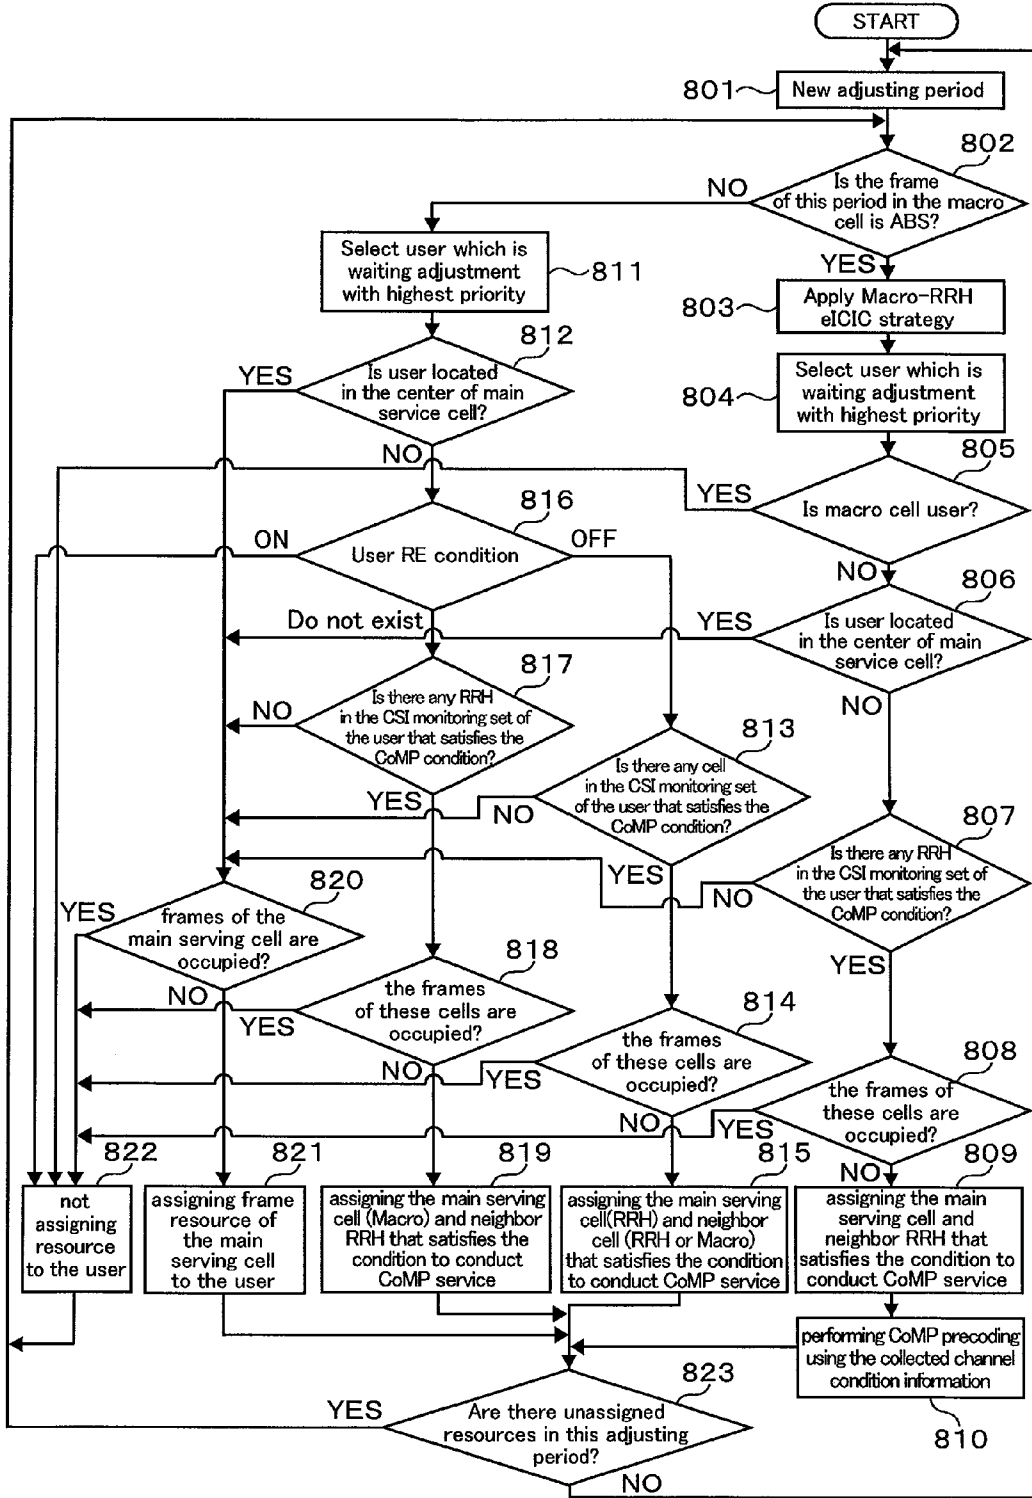 START
801
New adjusting period
802
Is the frame
of this period in the macro
cell is ABS?
NO
YES
Select user which is
waiting adjustment
with highest priority
811
803
Apply Macro-RRH
eICIC strategy
812
Is user located
in the center of main
service cell?
YES
NO
804
Select user which is
waiting adjustment
with highest priority
805
Is macro cell user?
YES
NO
816
User RE condition
ON
OFF
Do not exist
806
Is user located
in the center of main
service cell?
YES
NO
817
Is there any RRH
in the CSI monitoring set of
the user that satisfies the
CoMP condition?
NO
YES
813
Is there any cell
in the CSI monitoring set
of the user that satisfies the
CoMP condition?
NO
YES
807
Is there any RRH
in the CSI monitoring set of
the user that satisfies the
CoMP condition?
NO
YES
820
frames of the
main serving cell are
occupied?
YES
NO
818
the frames
of these cells are
occupied?
YES
NO
814
the frames
of these cells are
occupied?
YES
NO
808
the frames of
these cells are
occupied?
YES
NO
822
not
assigning
resource
to the user
821
assigning frame
resource of
the main
serving cell
to the user
819
assigning the main serving
cell (Macro) and neighbor
RRH that satisfies the
condition to conduct
CoMP service
815
assigning the main serving
cell(RRH) and neighbor
cell (RRH or Macro)
that satisfies the condition
to conduct CoMP service
809
assigning the main
serving cell and
neighbor RRH that
satisfies the condition to
conduct CoMP service
performing CoMP precoding
using the collected channel
condition information
810
823
Are there unassigned
resources in this adjusting
period?
YES
NO